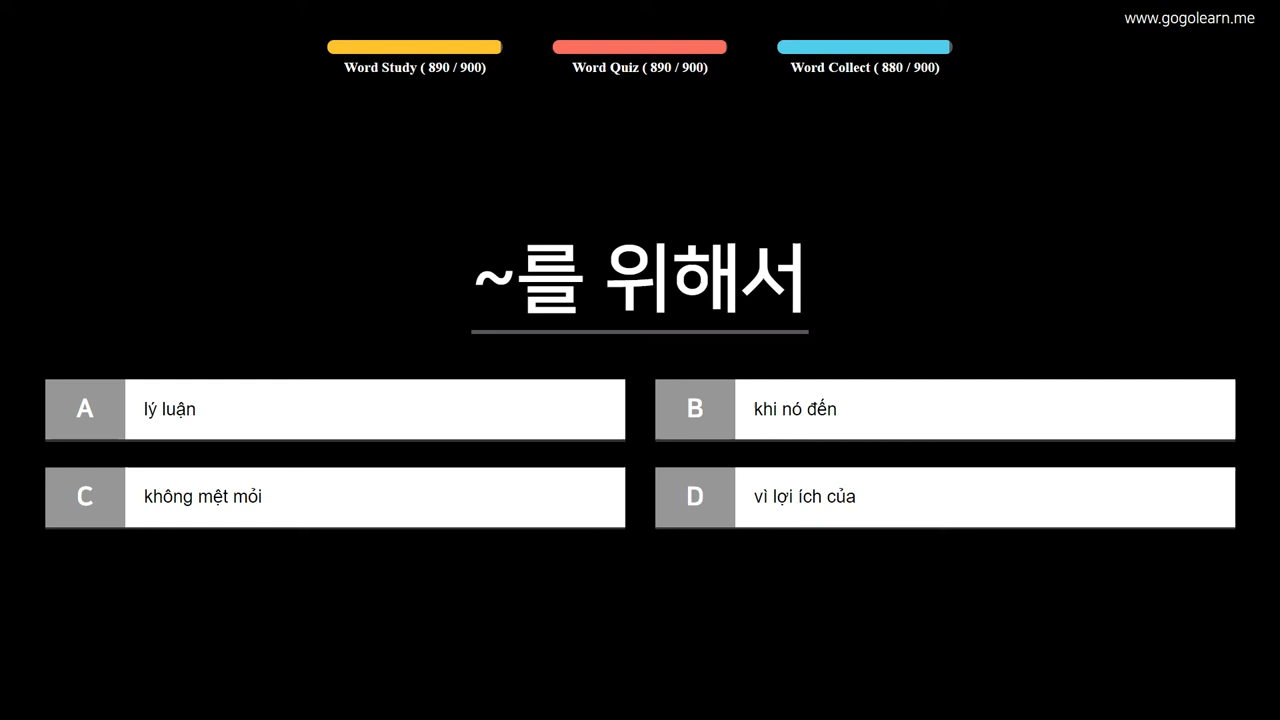 www.gogolearn.me
Word Study ( 890 / 900)
Word Quiz ( 890 / 900)
Word Collect ( 880 / 900)
~를 위해서
A lý luận
B khi nó đến
C không mệt mỏi
D vì lợi ích của